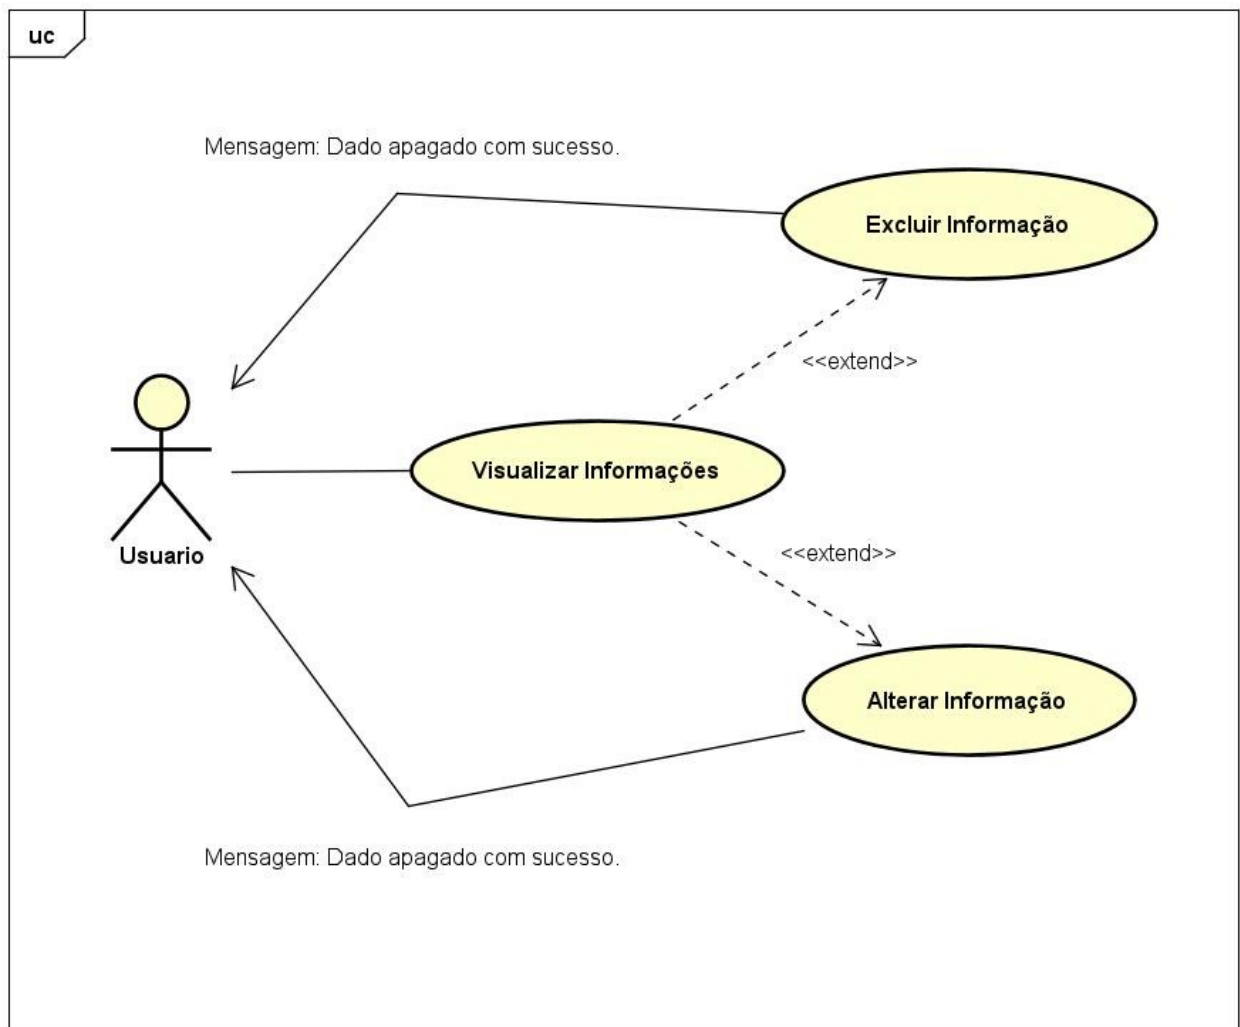 uc
Mensagem: Dado apagado com sucesso.
Excluir Informação
<<extend>>
Visualizar Informações
<<extend>>
Usuario
Alterar Informação
Mensagem: Dado apagado com sucesso.